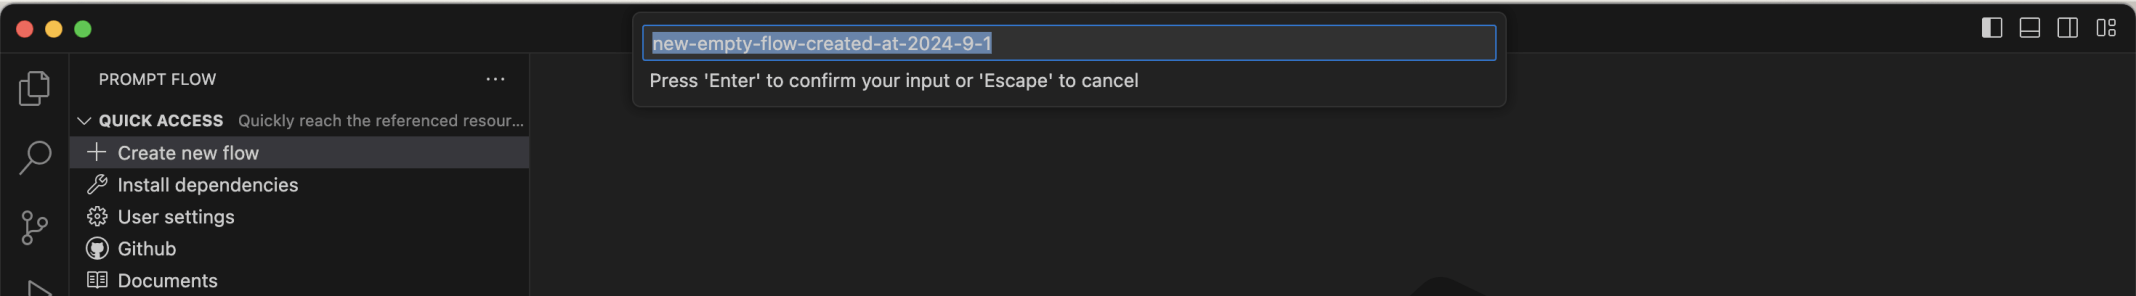 new-empty-flow-created-at-2024-9-1
Press 'Enter' to confirm your input or 'Escape' to cancel
PROMPT FLOW
QUICK ACCESS Quickly reach the referenced resour...
Create new flow
Install dependencies
User settings
Github
Documents